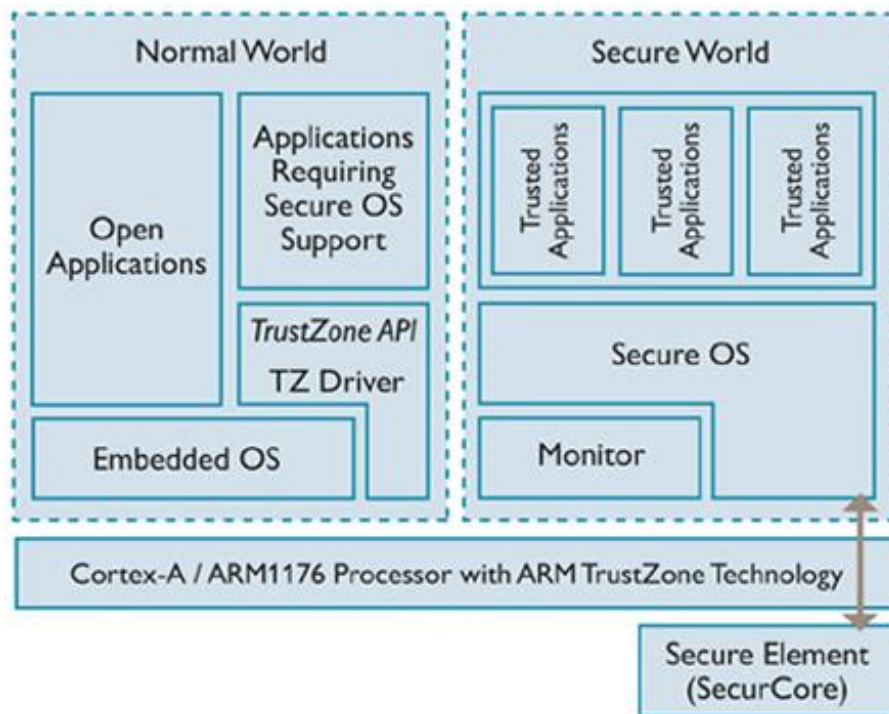 Normal World
Open
Applications
Applications
Requiring
Secure OS
Support
TrustZone API
TZ Driver
Embedded OS
Secure World
Trusted
Applications
Trusted
Applications
Trusted
Applications
Secure OS
Monitor
Cortex-A / ARM1176 Processor with ARM TrustZone Technology
Secure Element
(SecurCore)